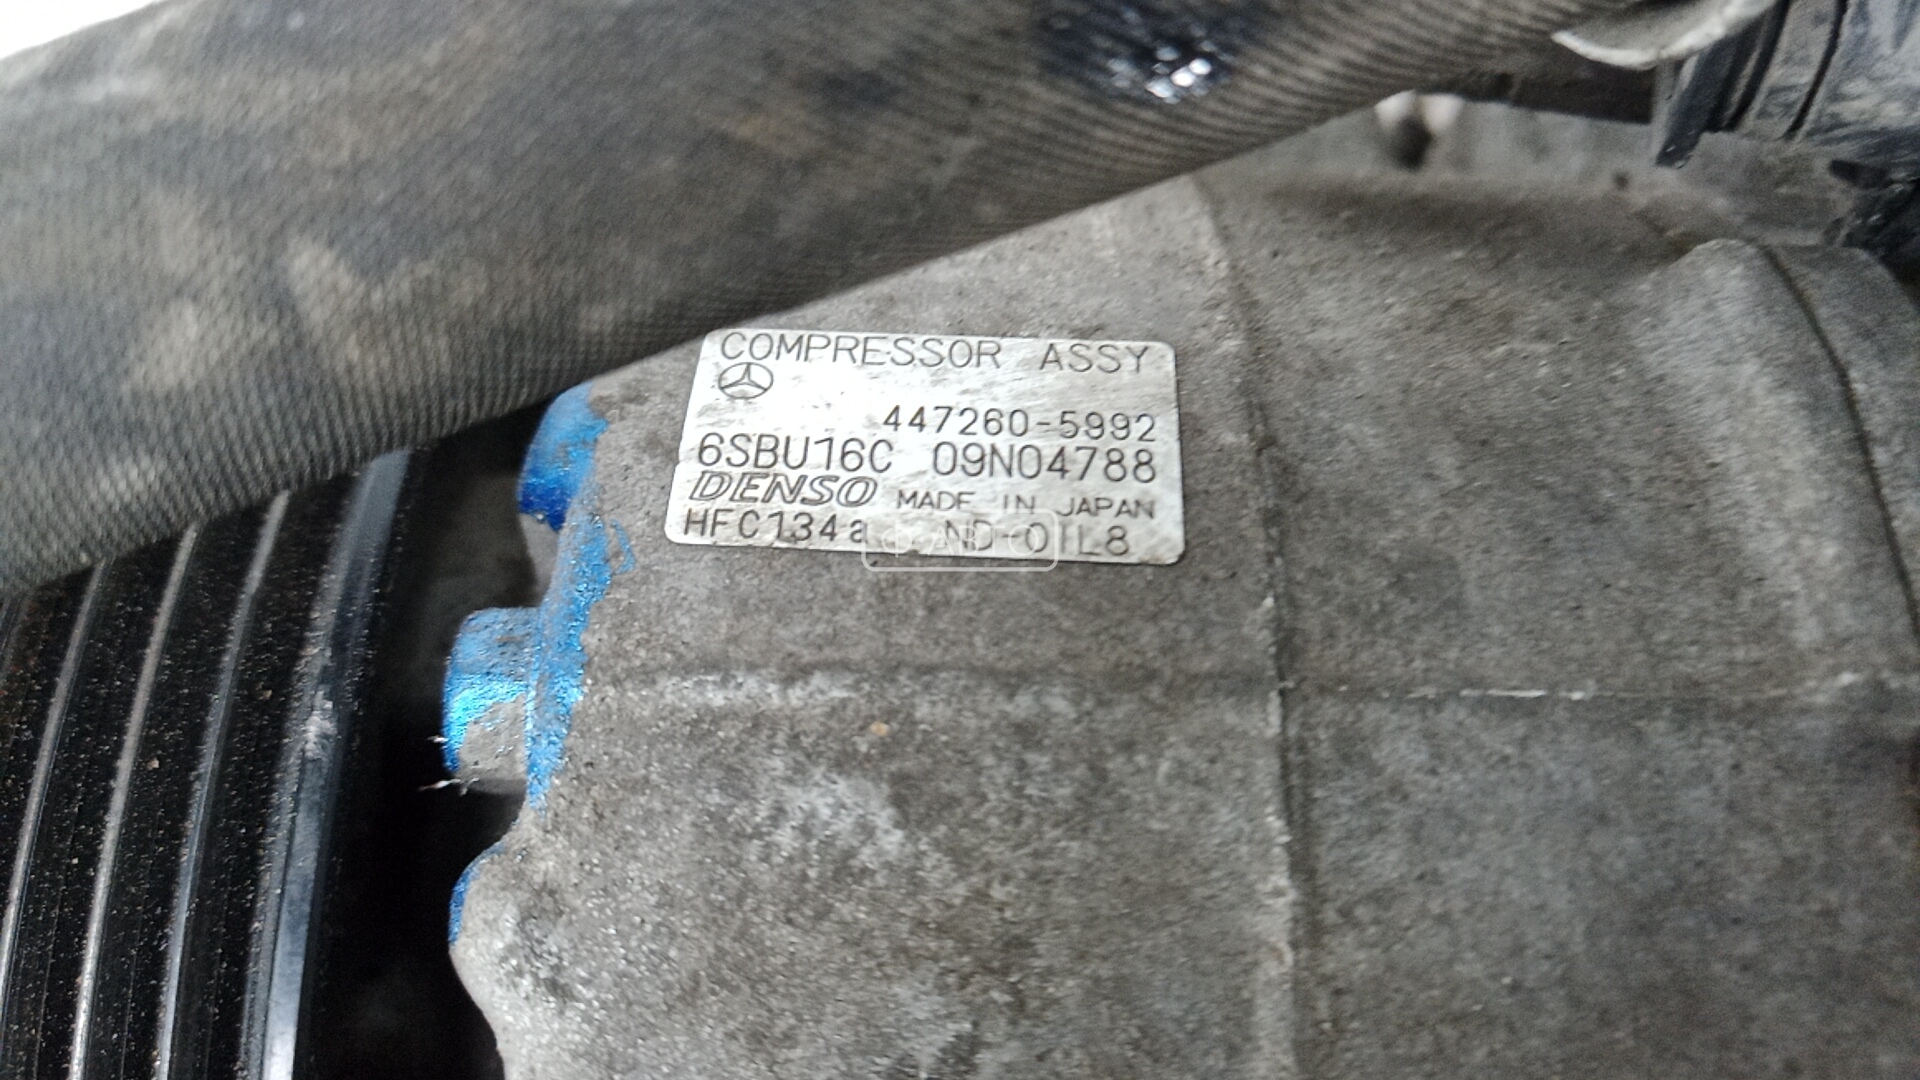 COMPRESSOR ASSY
447260-5992
6SBU16C 09N04788
DENSO MADE IN JAPAN
HFC134a ND-OIL8